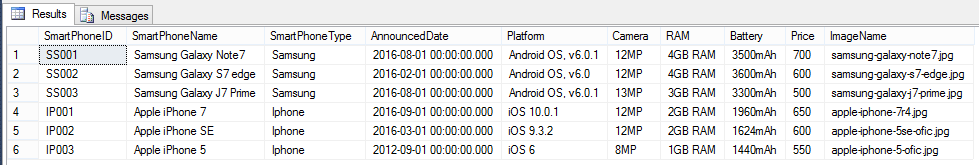 Results Messages
SmartPhoneID SmartPhoneName SmartPhoneType AnnouncedDate Platform Camera RAM Battery Price ImageName
1 SS001 Samsung Galaxy Note7 Samsung 2016-08-01 00:00:00.000 Android OS, v6.0.1 12MP 4GB RAM 3500mAh 700 samsung-galaxy-note7.jpg
2 SS002 Samsung Galaxy S7 edge Samsung 2016-02-01 00:00:00.000 Android OS, v6.0 12MP 4GB RAM 3600mAh 600 samsung-galaxy-s7-edge.jpg
3 SS003 Samsung Galaxy J7 Prime Samsung 2016-08-01 00:00:00.000 Android OS, v6.0.1 13MP 3GB RAM 3300mAh 500 samsung-galaxy-j7-prime.jpg
4 IP001 Apple iPhone 7 Iphone 2016-09-01 00:00:00.000 iOS 10.0.1 12MP 2GB RAM 1960mAh 650 apple-iphone-7r4.jpg
5 IP002 Apple iPhone SE Iphone 2016-03-01 00:00:00.000 iOS 9.3.2 12MP 2GB RAM 1624mAh 600 apple-iphone-5se-ofic.jpg
6 IP003 Apple iPhone 5 Iphone 2012-09-01 00:00:00.000 iOS 6 8MP 1GB RAM 1440mAh 550 apple-iphone-5-ofic.jpg